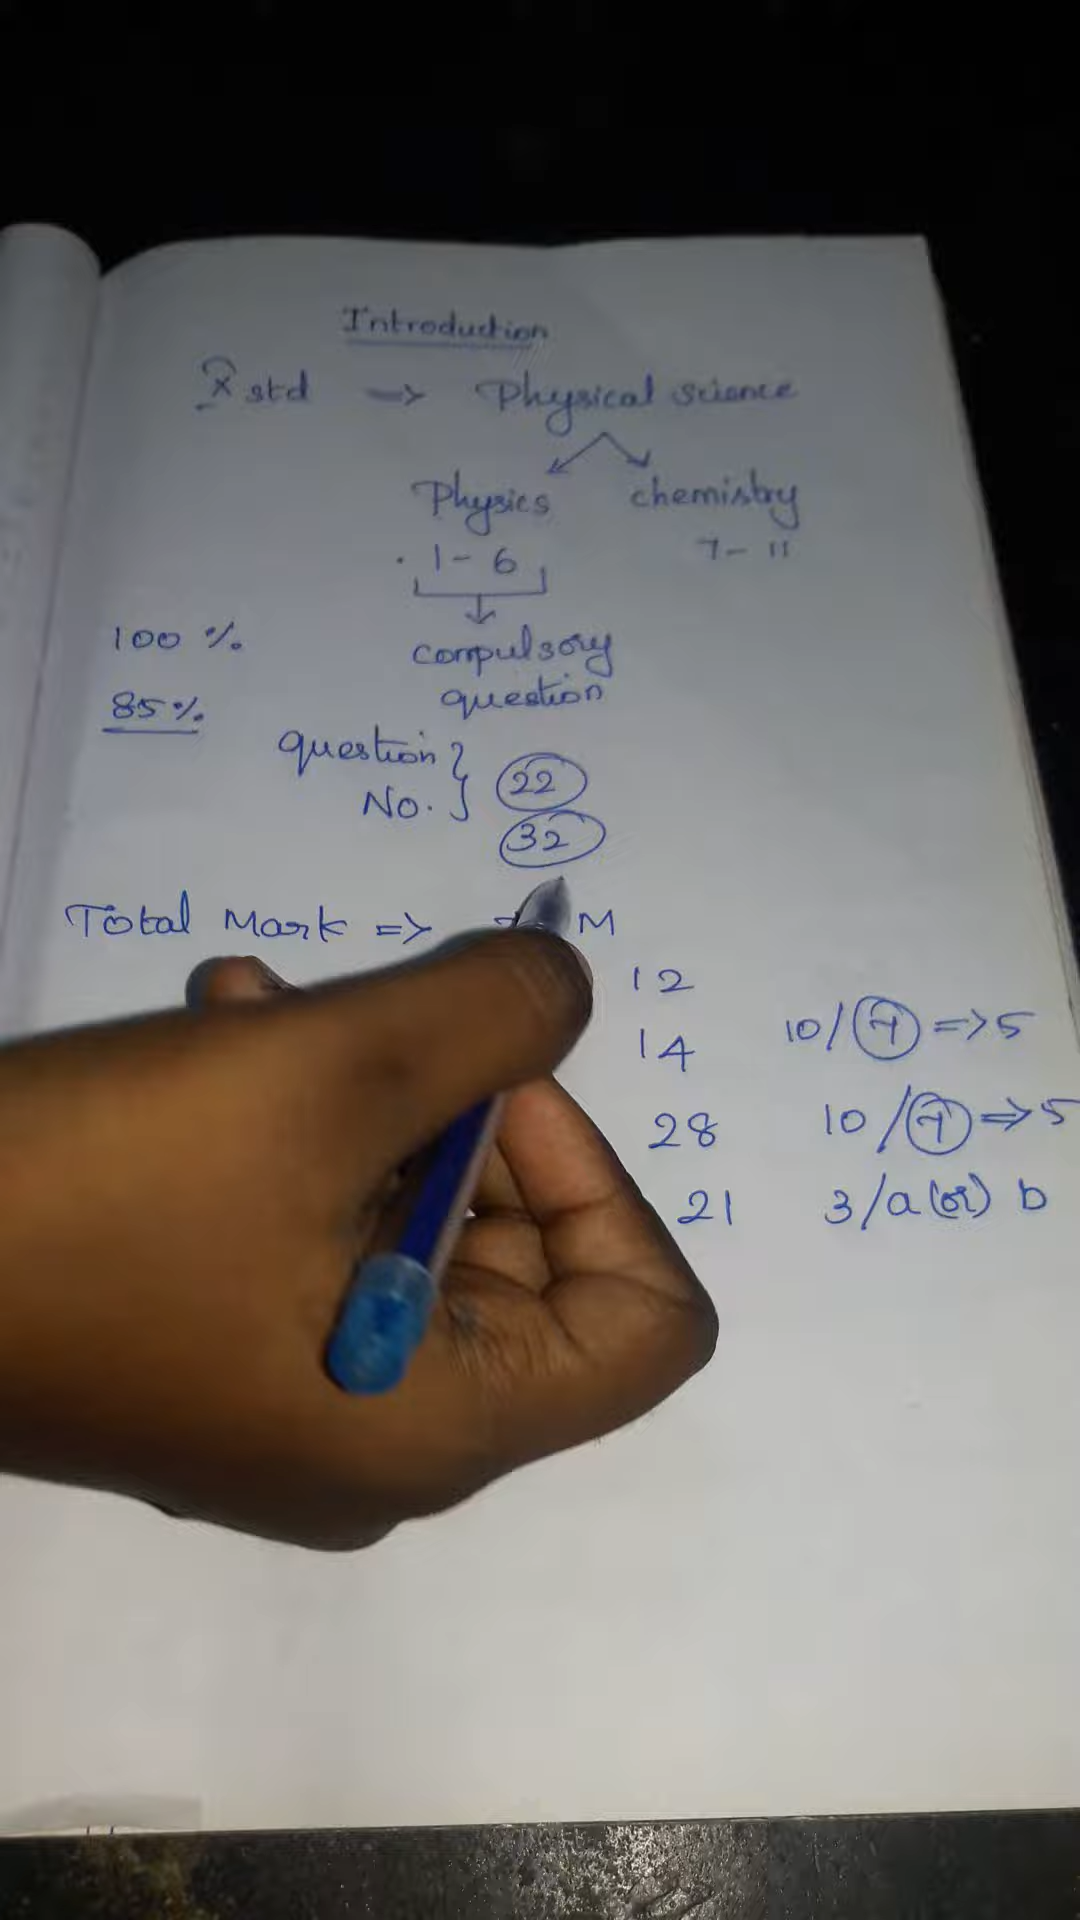 Introduction
X std => Physical Science
Physics chemistry
1-6 7-11
100 % compulsory
85% question
question
No. 22
32
Total Mark => M
12
14 10/7 => 5
28 10/7 => 5
21 3/a (or) b